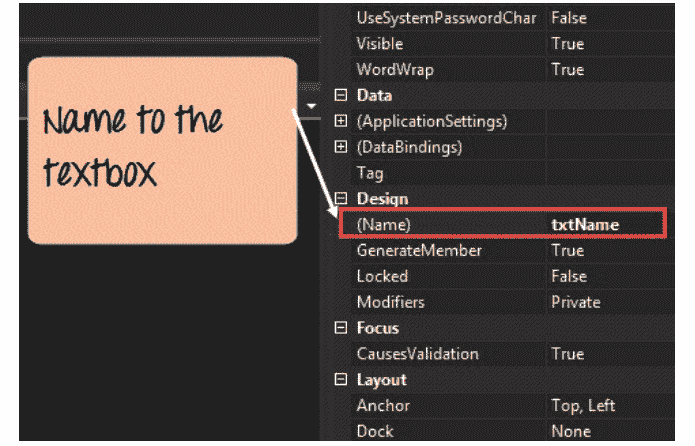 UseSystemPasswordChar False
Visible True
WordWrap True
Data
(ApplicationSettings)
(DataBindings)
Tag
Design
(Name) txtName
GenerateMember True
Locked False
Modifiers Private
Focus
CausesValidation True
Layout
Anchor Top, Left
Dock None
Name to the
textbox